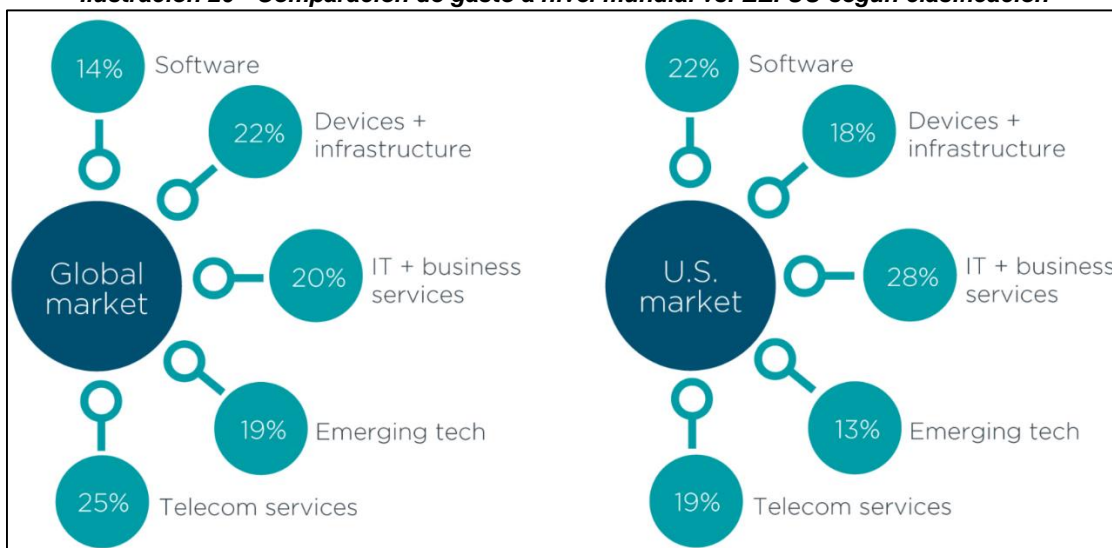 14%
Software
22%
Devices +
infrastructure
Global
market
20%
IT + business
services
19%
Emerging tech
25%
Telecom services
22%
Software
18%
Devices +
infrastructure
U.S.
market
28%
IT + business
services
13%
Emerging tech
19%
Telecom services